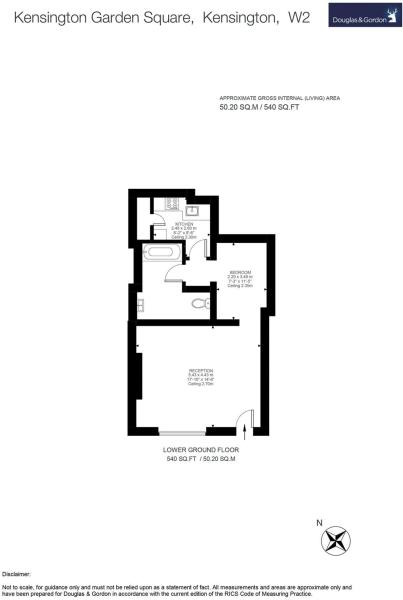 Kensington Garden Square, Kensington, W2
Douglas & Gordon
APPROXIMATE GROSS INTERNAL (LIVING) AREA
50.20 SQ.M / 540 SQ.FT
KITCHEN
2.48 x 2.60 m
8'-2" x 8'-6"
Ceiling 2.30m
BEDROOM
2.20 x 3.48 m
7'-3" x 11'-5"
Ceiling 2.35m
RECEPTION
5.43 x 4.43 m
17'-10" x 14'-6"
Ceiling 2.70m
LOWER GROUND FLOOR
540 SQ.FT / 50.20 SQ.M
N
Disclaimer:
Not to scale, for guidance only and must not be relied upon as a statement of fact. All measurements and areas are approximate only and
have been prepared for Douglas & Gordon in accordance with the current edition of the RICS Code of Measuring Practice.